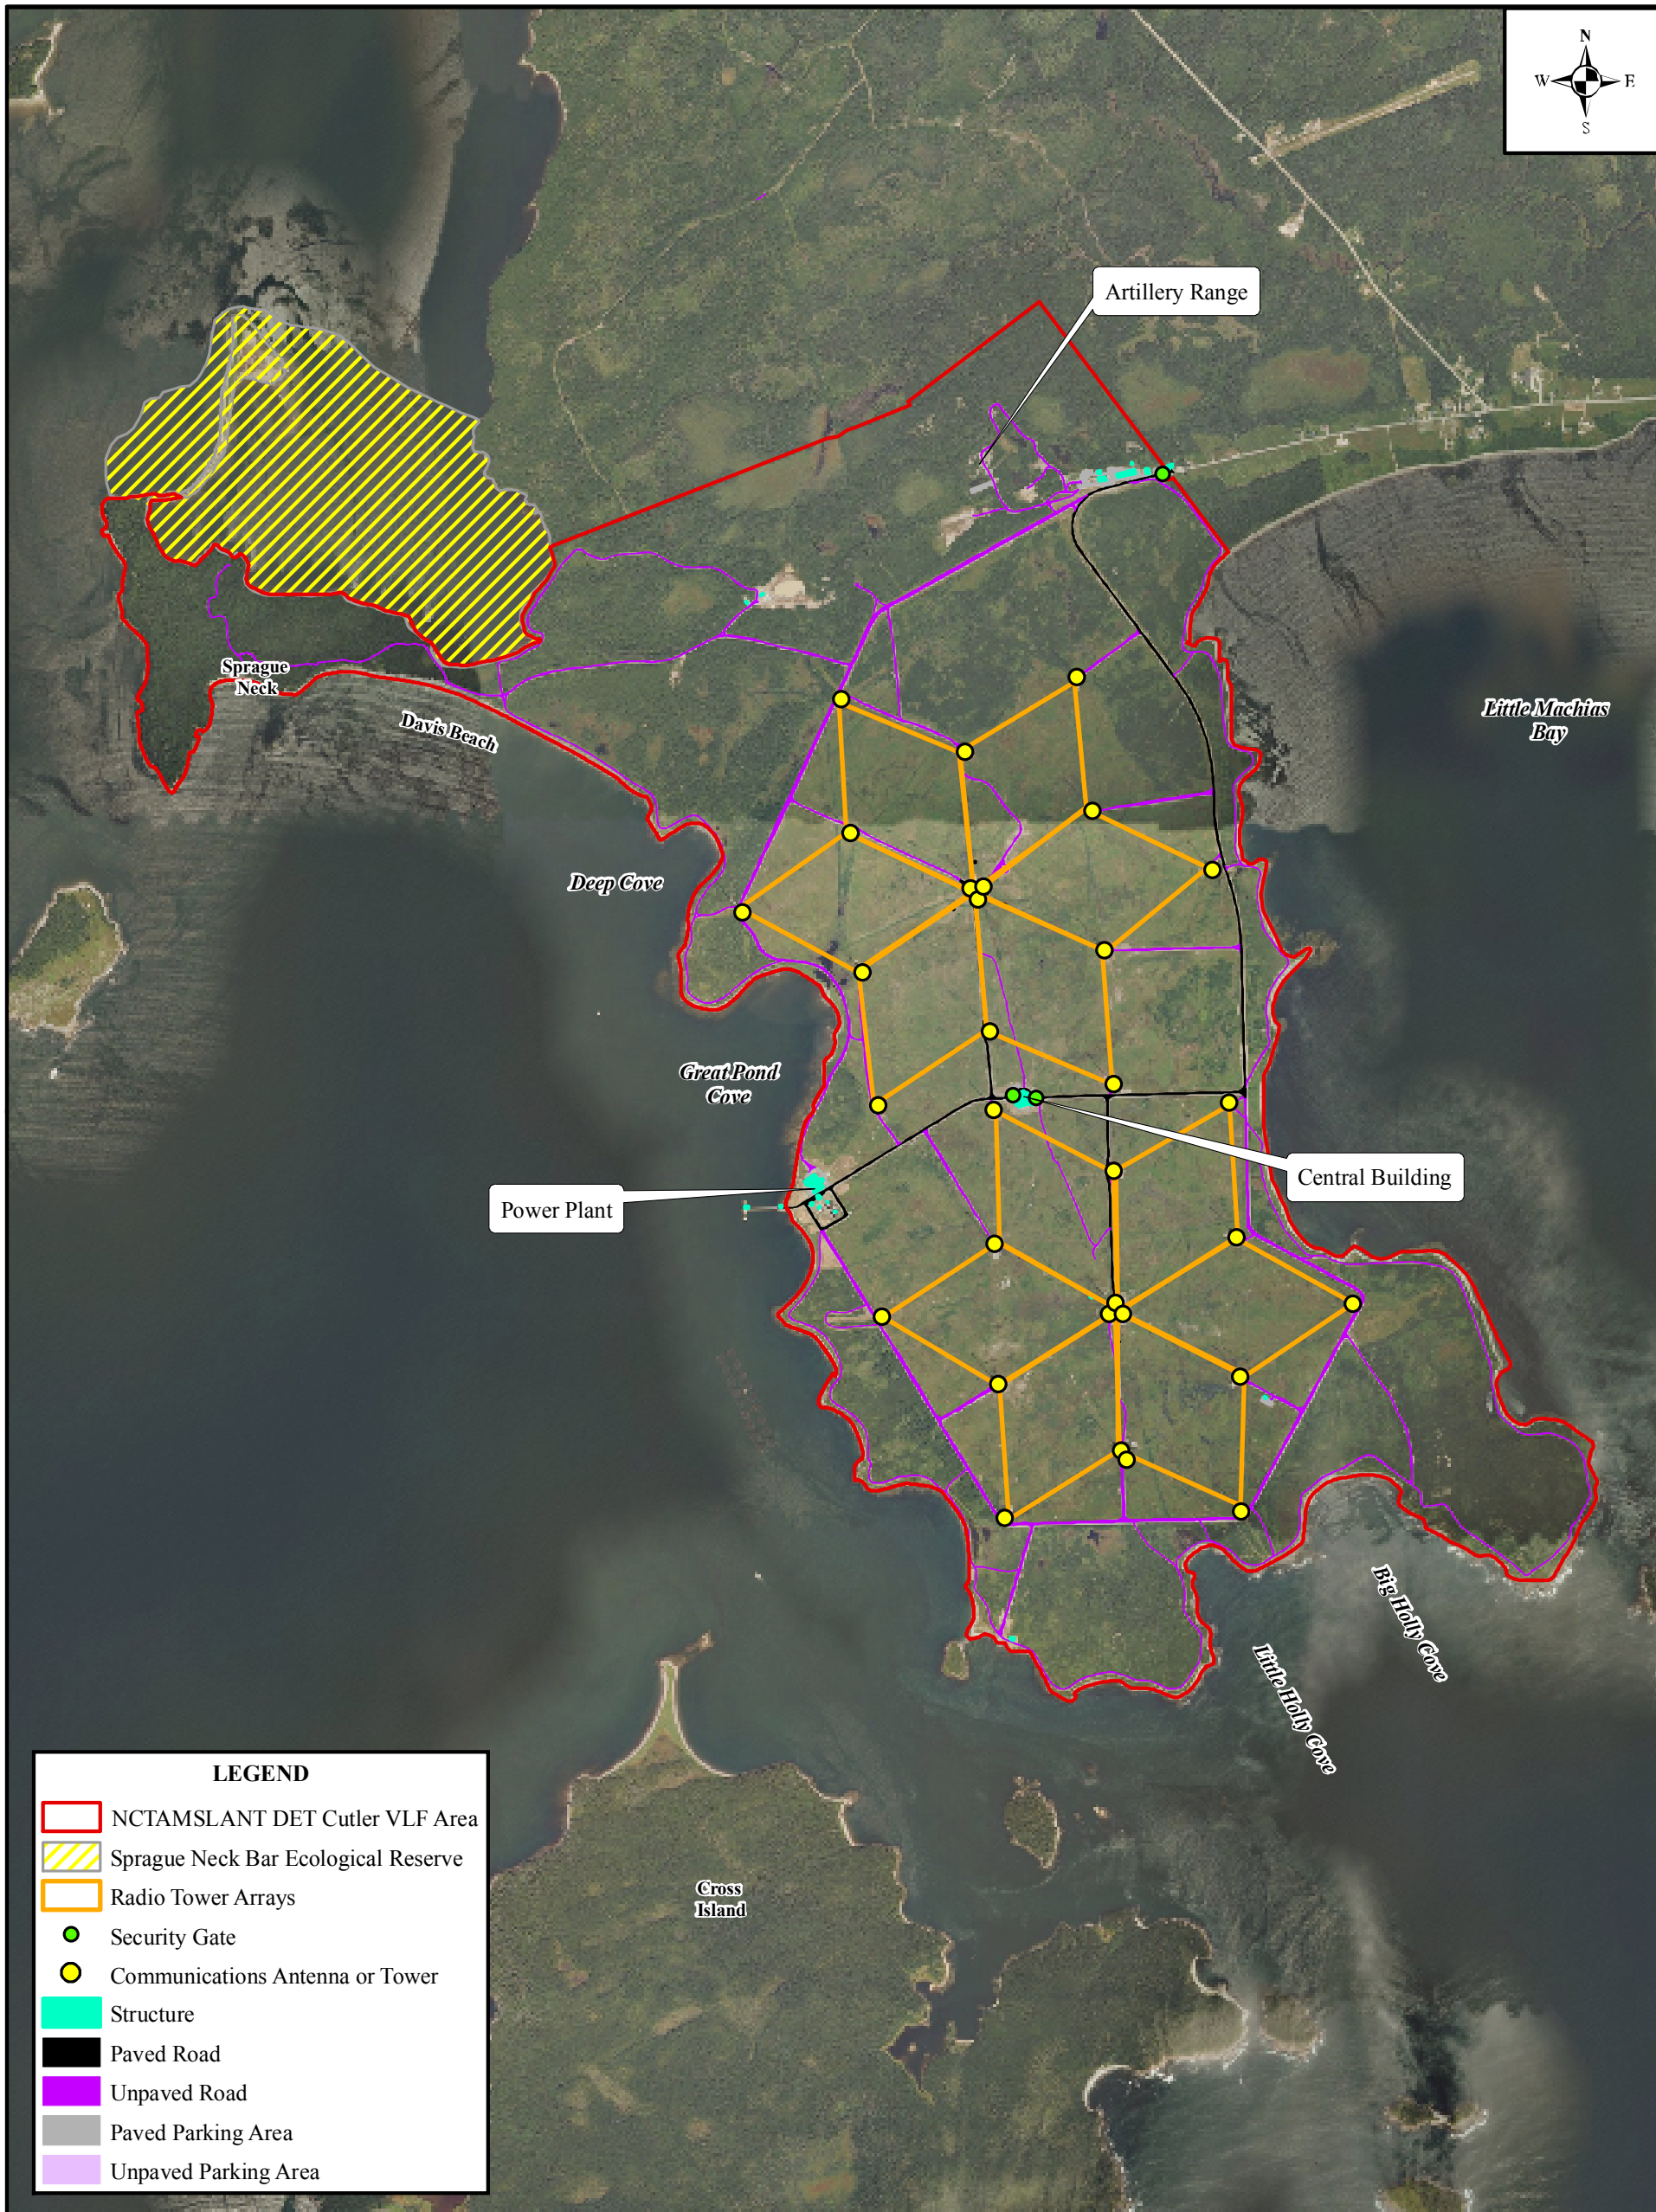 N
W
E
S
Artillery Range
Sprague
Neck
Davis Beach
Little Machias
Bay
Deep Cove
Great Pond
Cove
Power Plant
Central Building
Big Holly Cove
Little Holly Cove
Cross
Island
LEGEND
NCTAMSLANT DET Cutler VLF Area
Sprague Neck Bar Ecological Reserve
Radio Tower Arrays
Security Gate
Communications Antenna or Tower
Structure
Paved Road
Unpaved Road
Paved Parking Area
Unpaved Parking Area